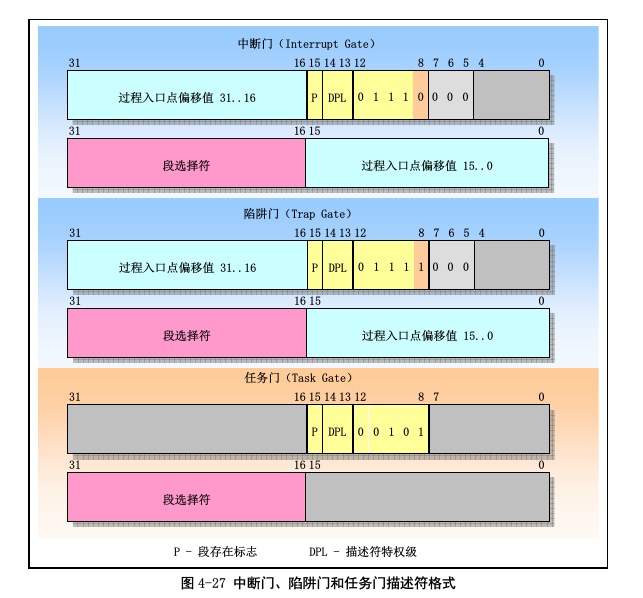 中断门（Interrupt Gate）
31 16 15 14 13 12 8 7 6 5 4 0
过程入口点偏移值 31..16 P DPL 0 1 1 1 0 0 0 0
31 16 15 0
段选择符 过程入口点偏移值 15..0
陷阱门（Trap Gate）
31 16 15 14 13 12 8 7 6 5 4 0
过程入口点偏移值 31..16 P DPL 0 1 1 1 1 0 0 0
31 16 15 0
段选择符 过程入口点偏移值 15..0
任务门（Task Gate）
31 16 15 14 13 12 8 7 0
P DPL 0 0 1 0 1
31 16 15 0
段选择符
P - 段存在标志 DPL - 描述符特权级
图 4-27 中断门、陷阱门和任务门描述符格式